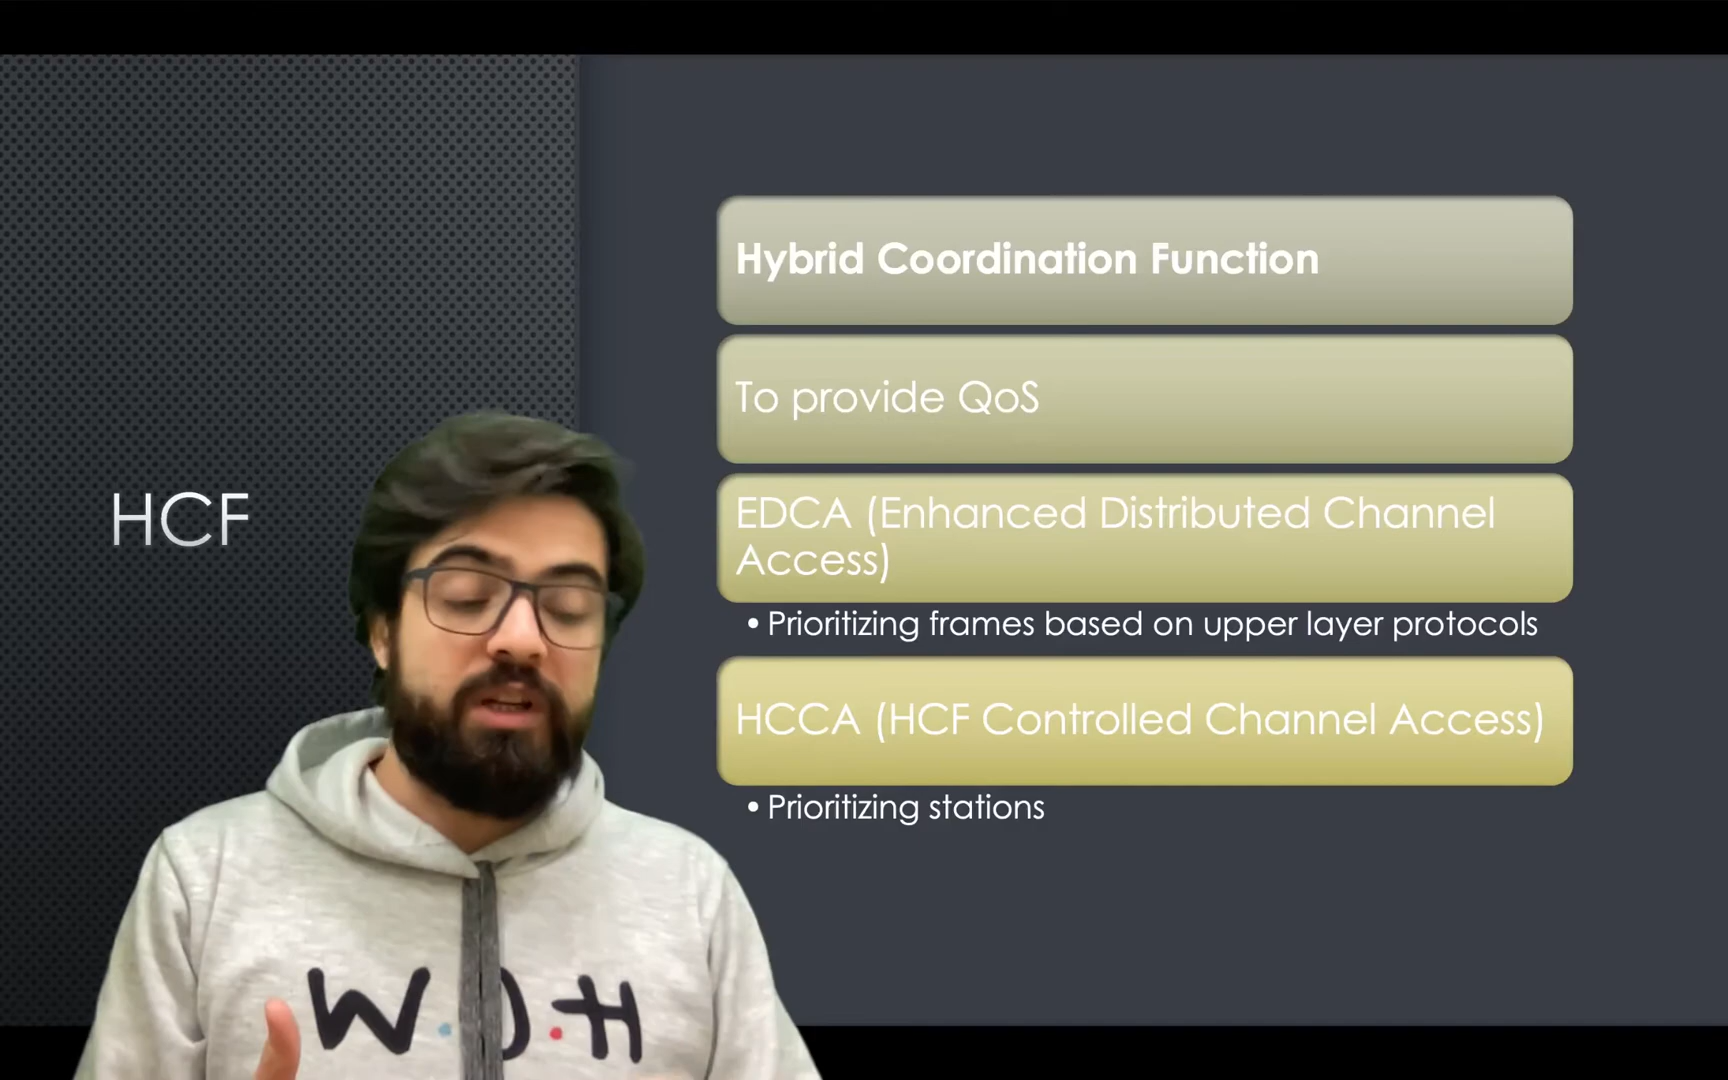 HCF
Hybrid Coordination Function
To provide QoS
EDCA (Enhanced Distributed Channel
Access)
• Prioritizing frames based on upper layer protocols
HCCA (HCF Controlled Channel Access)
• Prioritizing stations
W.O.H